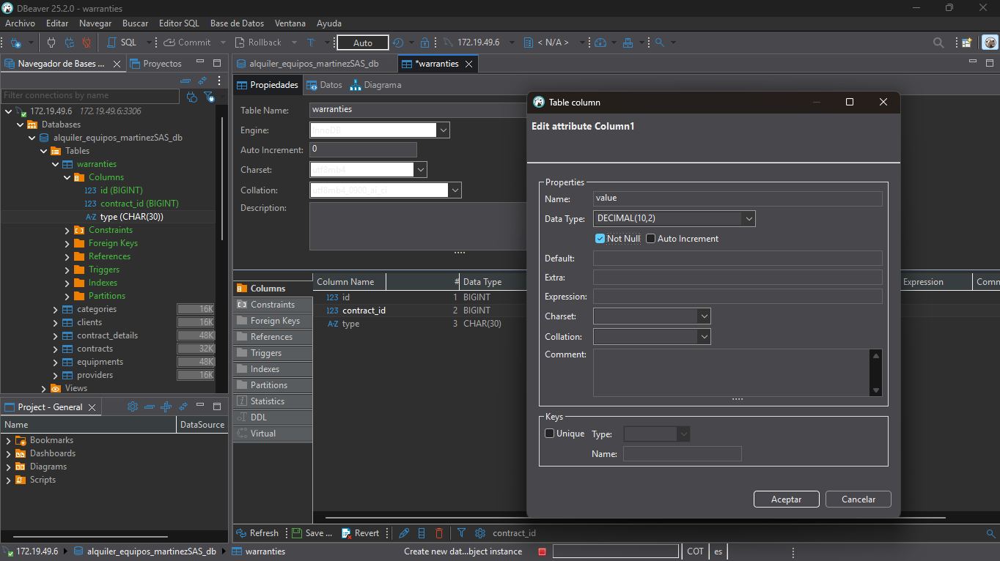 DBeaver 25.2.0 - warranties
Archivo Editar Navegar Buscar Editor SQL Base de Datos Ventana Ayuda
SQL Commit Rollback T Auto 172.19.49.6 < N/A >
Navegador de Bases ... Proyectos
Filter connections by name
172.19.49.6 172.19.49.6:3306
Databases
alquiler_equipos_martinezSAS_db
Tables
warranties
Columns
123 id (BIGINT)
123 contract_id (BIGINT)
A-Z type (CHAR(30))
Constraints
Foreign Keys
References
Triggers
Indexes
Partitions
categories 16K
clients 16K
contract_details 48K
contracts 32K
equipments 48K
providers 16K
Views
Project - General
Name DataSource
Bookmarks
Dashboards
Diagrams
Scripts
alquiler_equipos_martinezSAS_db *warranties
Propiedades Datos Diagrama
Table Name: warranties
Engine: InnoDB
Auto Increment: 0
Charset: utf8mb4
Collation: utf8mb4_0900_ai_ci
Description:
Columns
Constraints
Foreign Keys
References
Triggers
Indexes
Partitions
Statistics
DDL
Virtual
Column Name # Data Type Expression Comm
123 id 1 BIGINT
123 contract_id 2 BIGINT
A-Z type 3 CHAR(30)
Table column
Edit attribute Column1
Properties
Name: value
Data Type: DECIMAL(10,2)
Not Null Auto Increment
Default:
Extra:
Expression:
Charset:
Collation:
Comment:
Keys
Unique Type:
Name:
Aceptar Cancelar
Refresh Save ... Revert contract_id
172.19.49.6 alquiler_equipos_martinezSAS_db warranties Create new dat...bject instance COT es